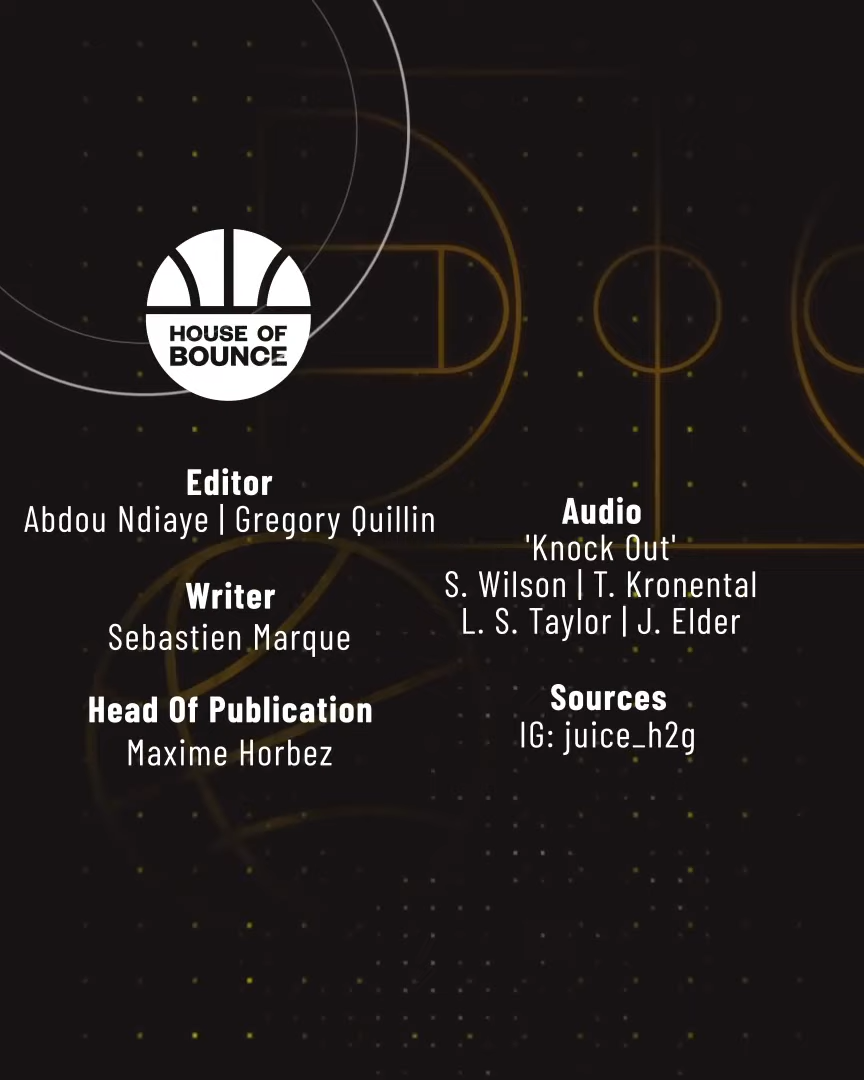 HOUSE OF
BOUNCE
Editor
Abdou Ndiaye | Gregory Quillin
Writer
Sebastien Marque
Head Of Publication
Maxime Horbez
Audio
'Knock Out'
S. Wilson | T. Kronental
L. S. Taylor | J. Elder
Sources
IG: juice_h2g